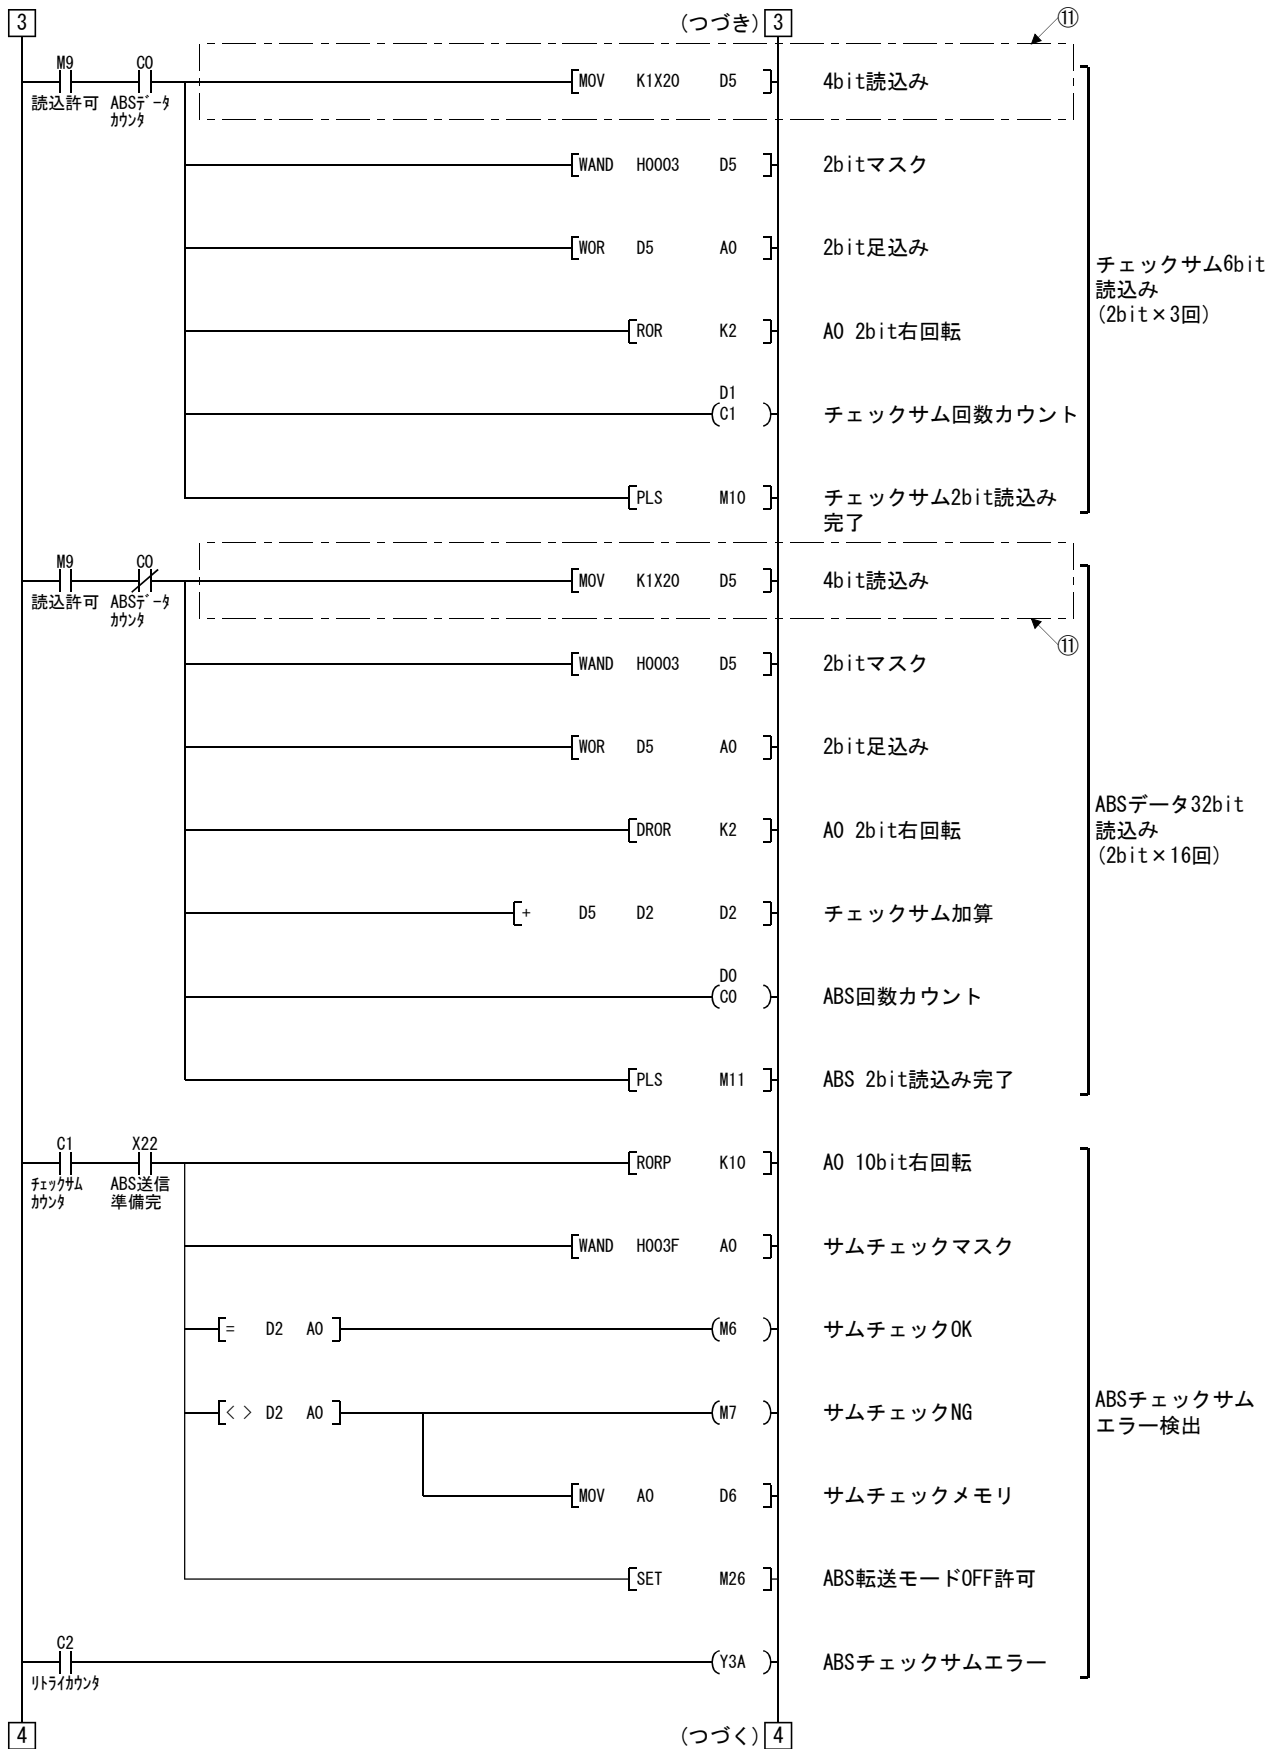 3 (つづき) 3 ⑪
M9 C0
読込許可 ABSデータカウンタ
MOV K1X20 D5 4bit読込み
WAND H0003 D5 2bitマスク
WOR D5 A0 2bit足込み
ROR K2 A0 2bit右回転
D1
C1 チェックサム回数カウント
PLS M10 チェックサム2bit読込み
完了
チェックサム6bit
読込み
(2bit×3回)
M9 C0
読込許可 ABSデータカウンタ
MOV K1X20 D5 4bit読込み
⑪
WAND H0003 D5 2bitマスク
WOR D5 A0 2bit足込み
DROR K2 A0 2bit右回転
+ D5 D2 D2 チェックサム加算
D0
C0 ABS回数カウント
PLS M11 ABS 2bit読込み完了
ABSデータ32bit
読込み
(2bit×16回)
C1 X22
チェックサムカウンタ ABS送信準備完
RORP K10 A0 10bit右回転
WAND H003F A0 サムチェックマスク
= D2 A0 M6 サムチェックOK
< > D2 A0 M7 サムチェックNG
MOV A0 D6 サムチェックメモリ
SET M26 ABS転送モードOFF許可
ABSチェックサム
エラー検出
C2
リトライカウンタ
Y3A ABSチェックサムエラー
4 (つづく) 4